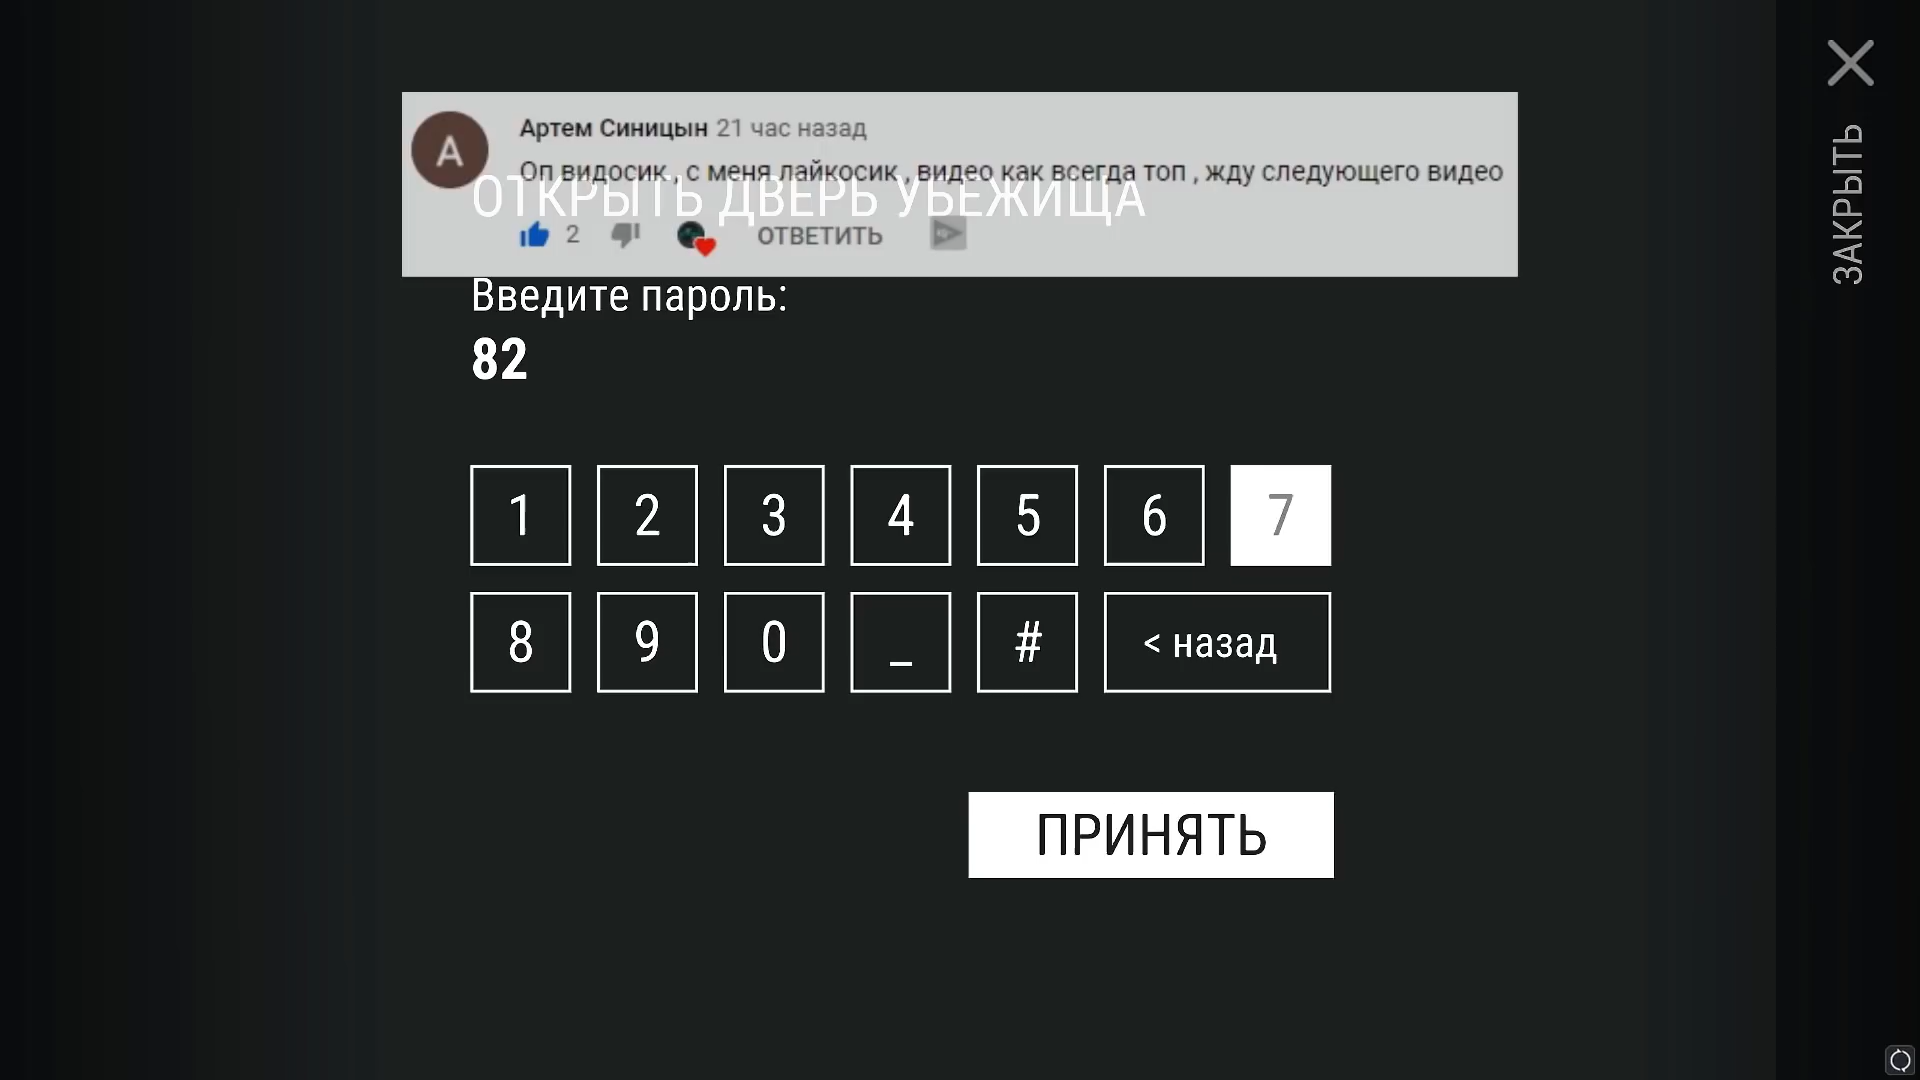 А
Артем Синицын 21 час назад
Оп видосик , с меня лайкосик , видео как всегда топ , жду следующего видео
ОТКРЫТЬ ДВЕРЬ УБЕЖИЩА
2 ОТВЕТИТЬ
Введите пароль:
82
1 2 3 4 5 6 7
8 9 0 _ # < назад
ПРИНЯТЬ
ЗАКРЫТЬ